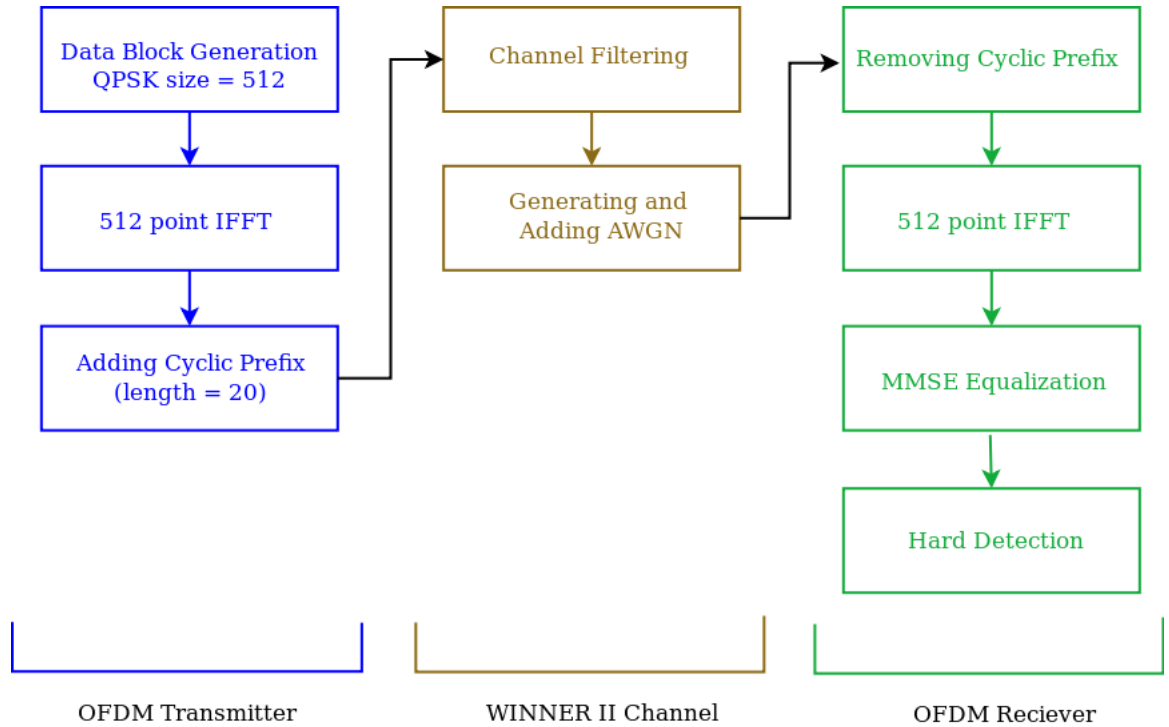 Data Block Generation
QPSK size = 512
512 point IFFT
Adding Cyclic Prefix
(length = 20)
OFDM Transmitter
Channel Filtering
Generating and
Adding AWGN
WINNER II Channel
Removing Cyclic Prefix
512 point IFFT
MMSE Equalization
Hard Detection
OFDM Reciever